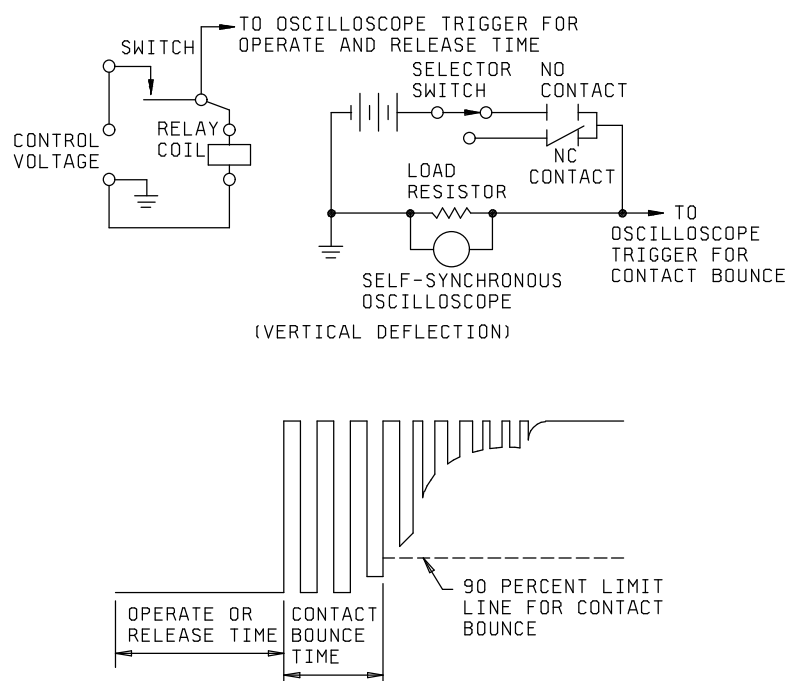 TO OSCILLOSCOPE TRIGGER FOR
OPERATE AND RELEASE TIME
SWITCH
SELECTOR
SWITCH
NO
CONTACT
CONTROL
VOLTAGE
RELAY
COIL
NC
CONTACT
LOAD
RESISTOR
TO
OSCILLOSCOPE
TRIGGER FOR
CONTACT BOUNCE
SELF-SYNCHRONOUS
OSCILLOSCOPE
(VERTICAL DEFLECTION)
90 PERCENT LIMIT
LINE FOR CONTACT
BOUNCE
OPERATE OR
RELEASE TIME
CONTACT
BOUNCE
TIME